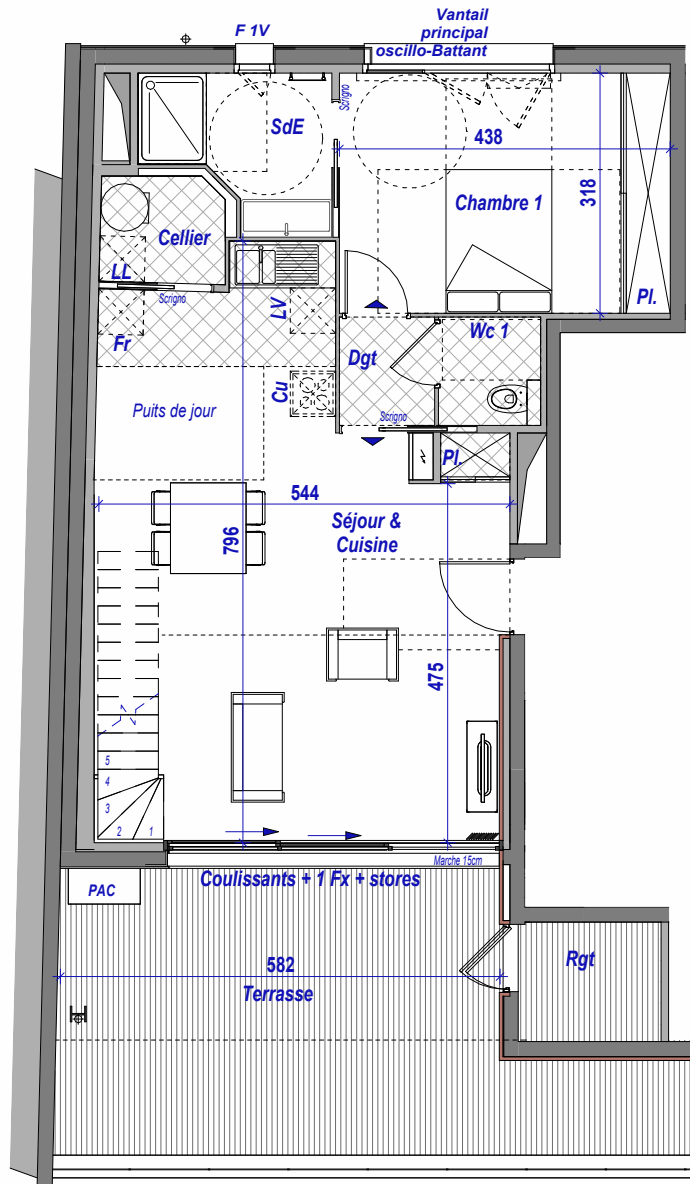 F 1V
Vantail
principal
oscillo-Battant
Scrigno
SdE
438
Chambre 1
318
Pl.
Cellier
LL
Scrigno
Fr
LV
Wc 1
Dgt
Cu
Puits de jour
Scrigno
Pl.
544
Séjour &
Cuisine
796
475
5
4
3
2
1
Marche 15cm
Coulissants + 1 Fx + stores
PAC
582
Terrasse
Rgt